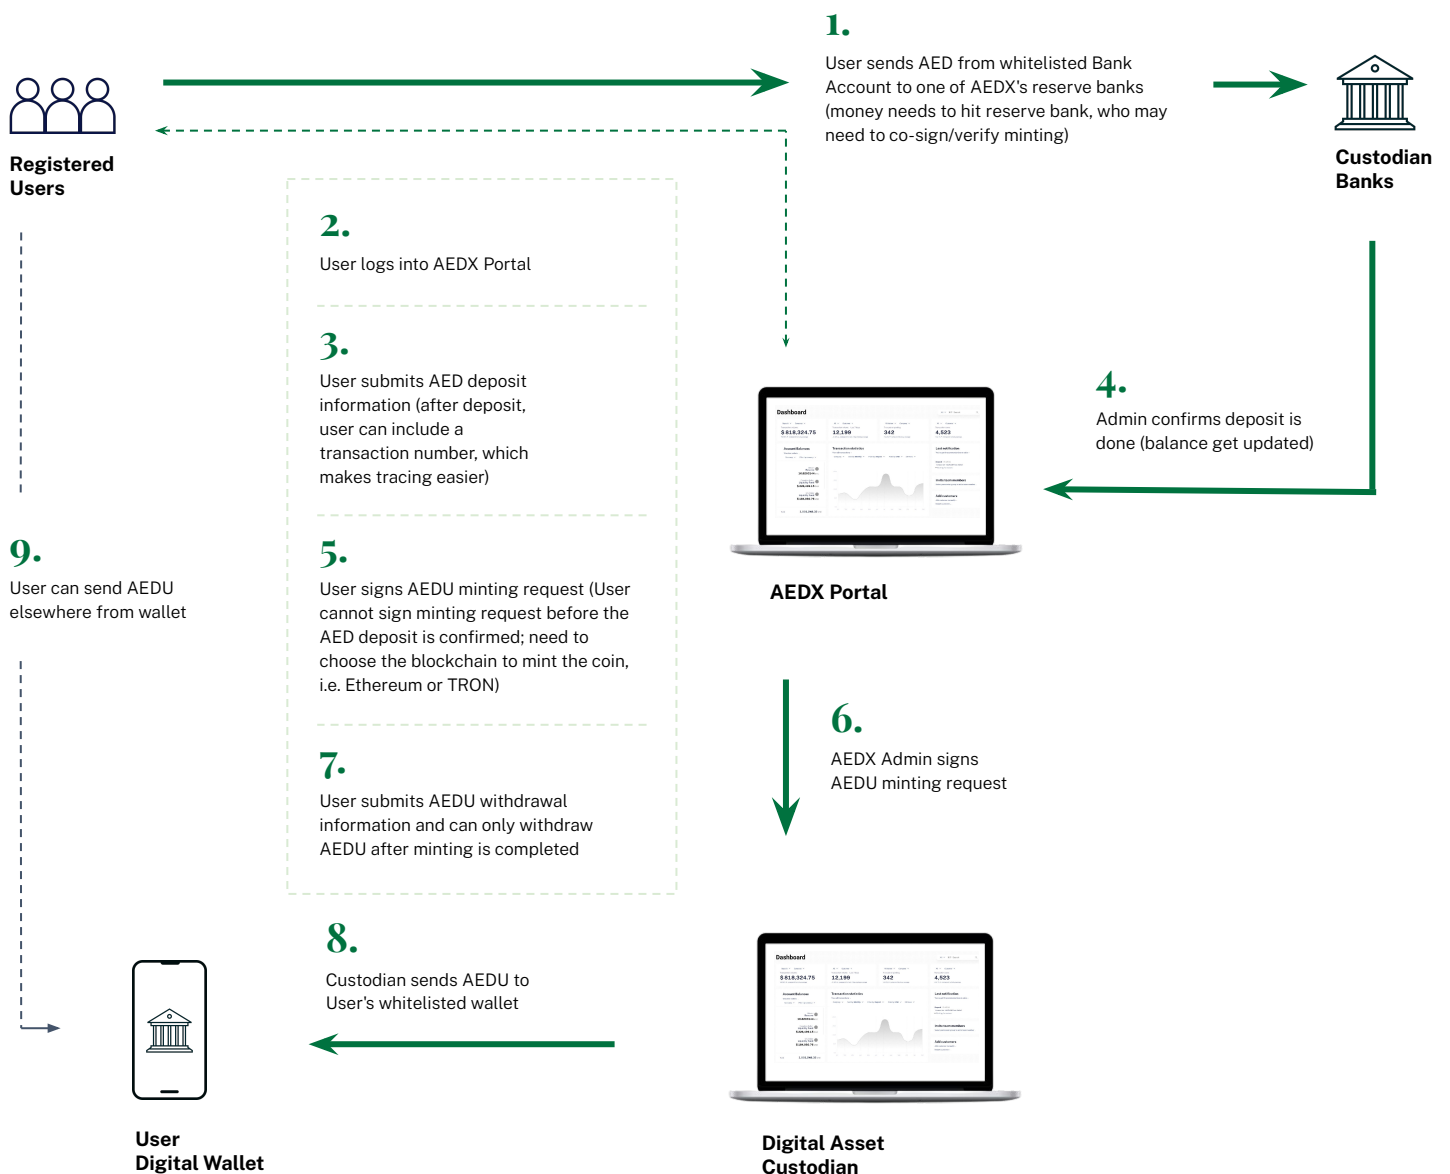 1.
User sends AED from whitelisted Bank
Account to one of AEDX's reserve banks
(money needs to hit reserve bank, who may
need to co-sign/verify minting)
Registered
Users
Custodian
Banks
2.
User logs into AEDX Portal
3.
User submits AED deposit
information (after deposit,
user can include a
transaction number, which
makes tracing easier)
4.
Admin confirms deposit is
done (balance get updated)
Dashboard
$ 818,324.75
12,199
342
4,523
AEDX Portal
5.
User signs AEDU minting request (User
cannot sign minting request before the
AED deposit is confirmed; need to
choose the blockchain to mint the coin,
i.e. Ethereum or TRON)
9.
User can send AEDU
elsewhere from wallet
6.
AEDX Admin signs
AEDU minting request
7.
User submits AEDU withdrawal
information and can only withdraw
AEDU after minting is completed
8.
Custodian sends AEDU to
User's whitelisted wallet
Dashboard
$ 818,324.75
12,199
342
4,523
User
Digital Wallet
Digital Asset
Custodian